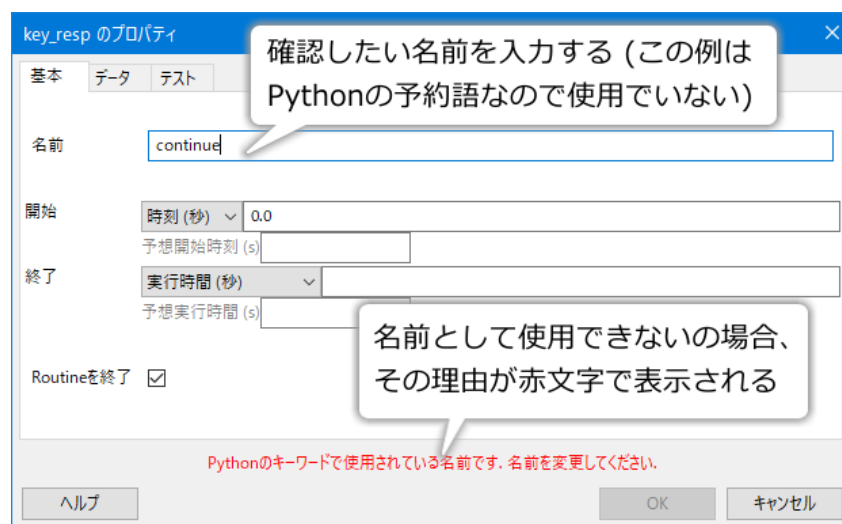 key_resp のプロパティ
確認したい名前を入力する (この例は
Pythonの予約語なので使用でいない)
基本 データ テスト
名前 continue
開始 時刻 (秒) 0.0
予想開始時刻 (s)
終了 実行時間 (秒)
予想実行時間 (s)
名前として使用できないの場合、
その理由が赤文字で表示される
Routineを終了
Pythonのキーワードで使用されている名前です. 名前を変更してください.
ヘルプ OK キャンセル